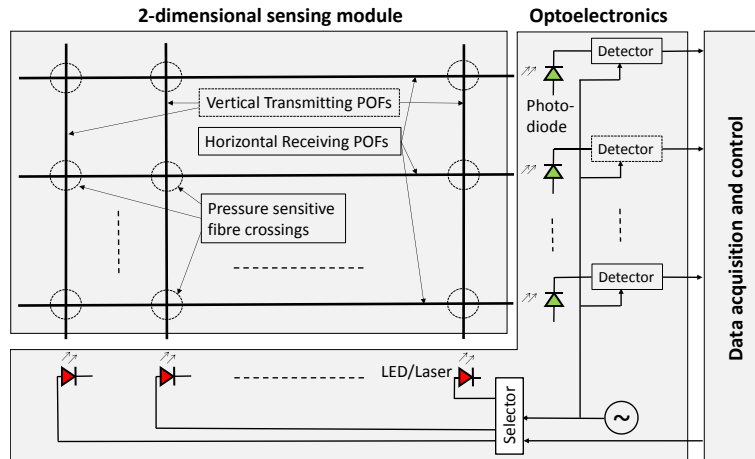 2-dimensional sensing module
Optoelectronics
Detector
Vertical Transmitting POFs
Photo-
diode
Horizontal Receiving POFs
Detector
Pressure sensitive
fibre crossings
Detector
Data acquisition and control
LED/Laser
Selector
~